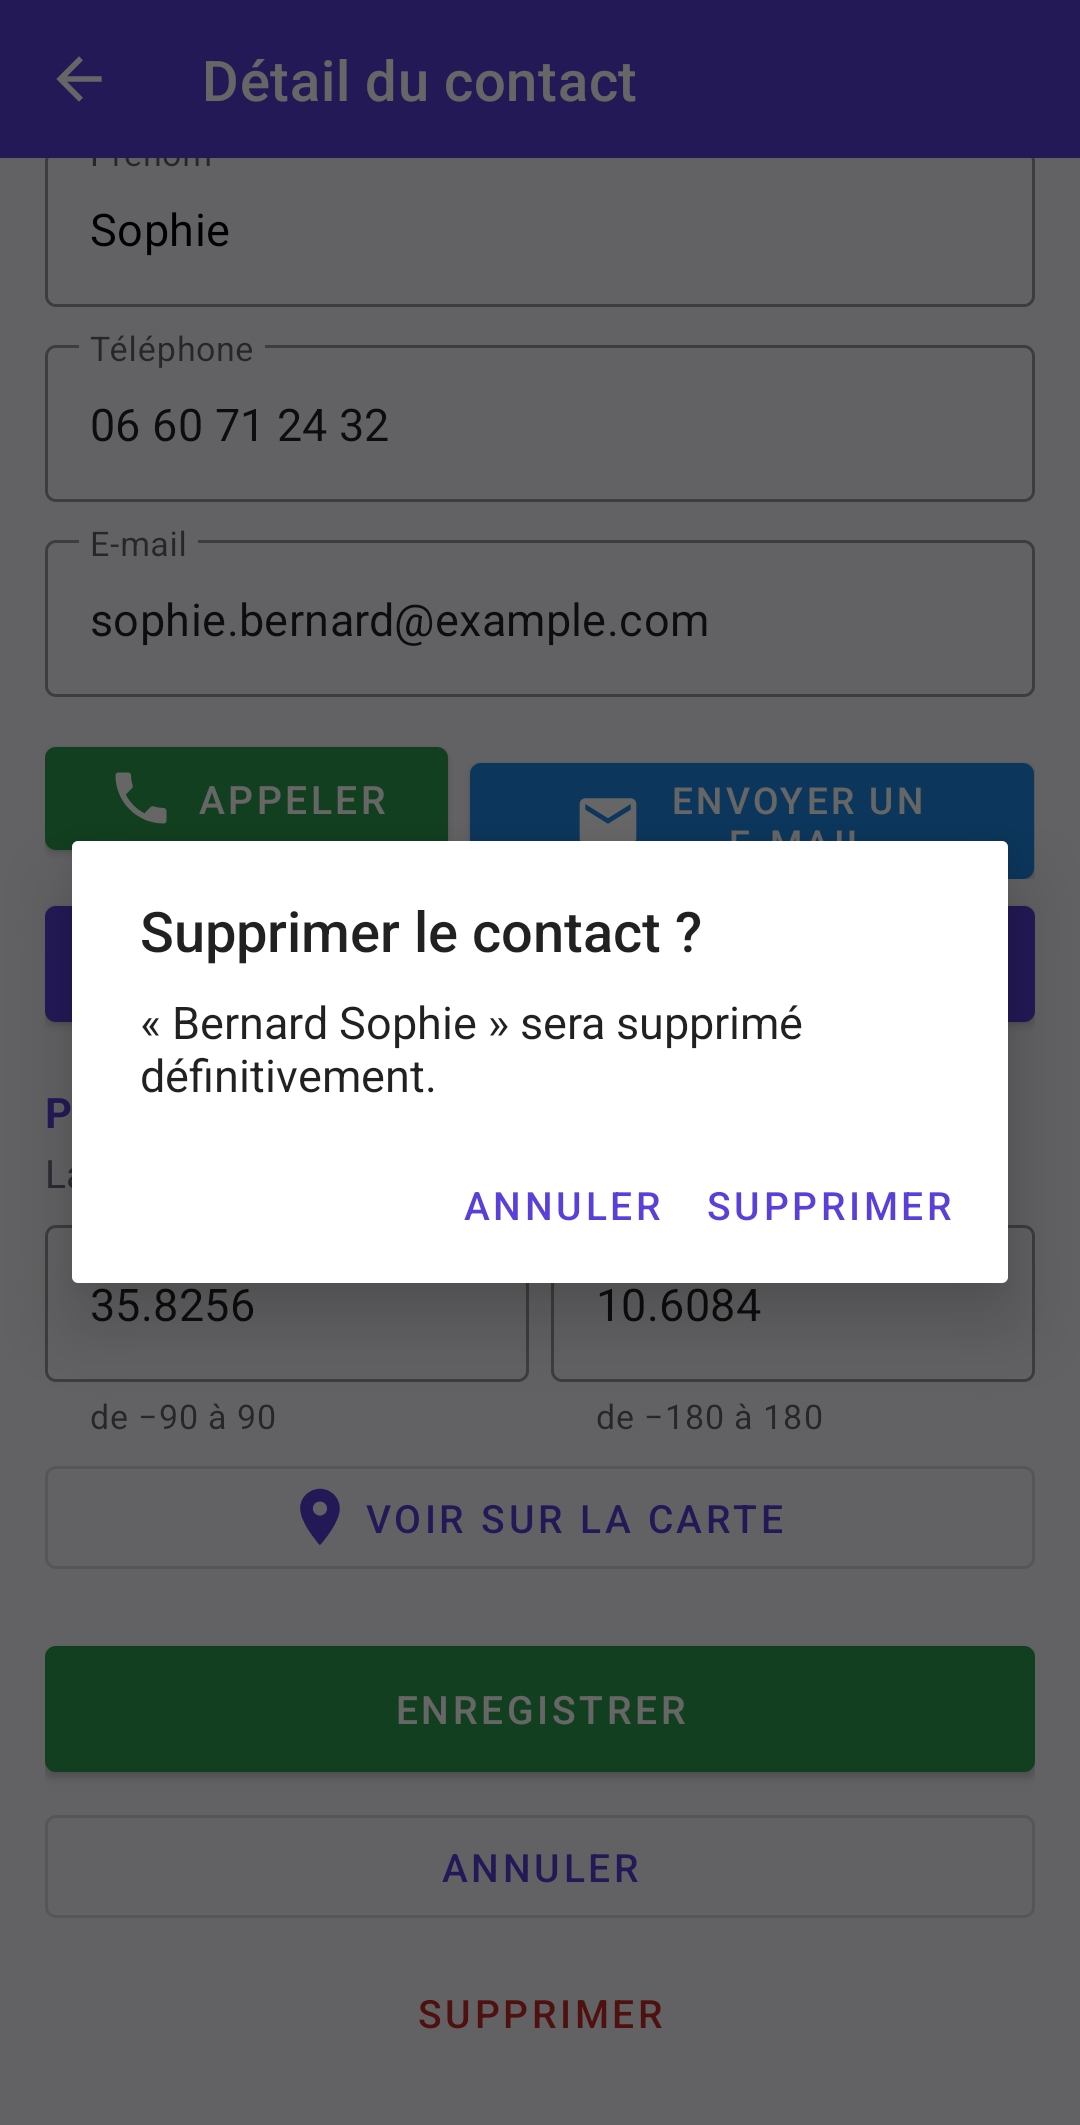 Détail du contact
Prénom
Sophie
Téléphone
06 60 71 24 32
E-mail
sophie.bernard@example.com
APPELER
ENVOYER UN
E-MAIL
Supprimer le contact ?
« Bernard Sophie » sera supprimé
définitivement.
ANNULER SUPPRIMER
35.8256
10.6084
de −90 à 90
de −180 à 180
VOIR SUR LA CARTE
ENREGISTRER
ANNULER
SUPPRIMER